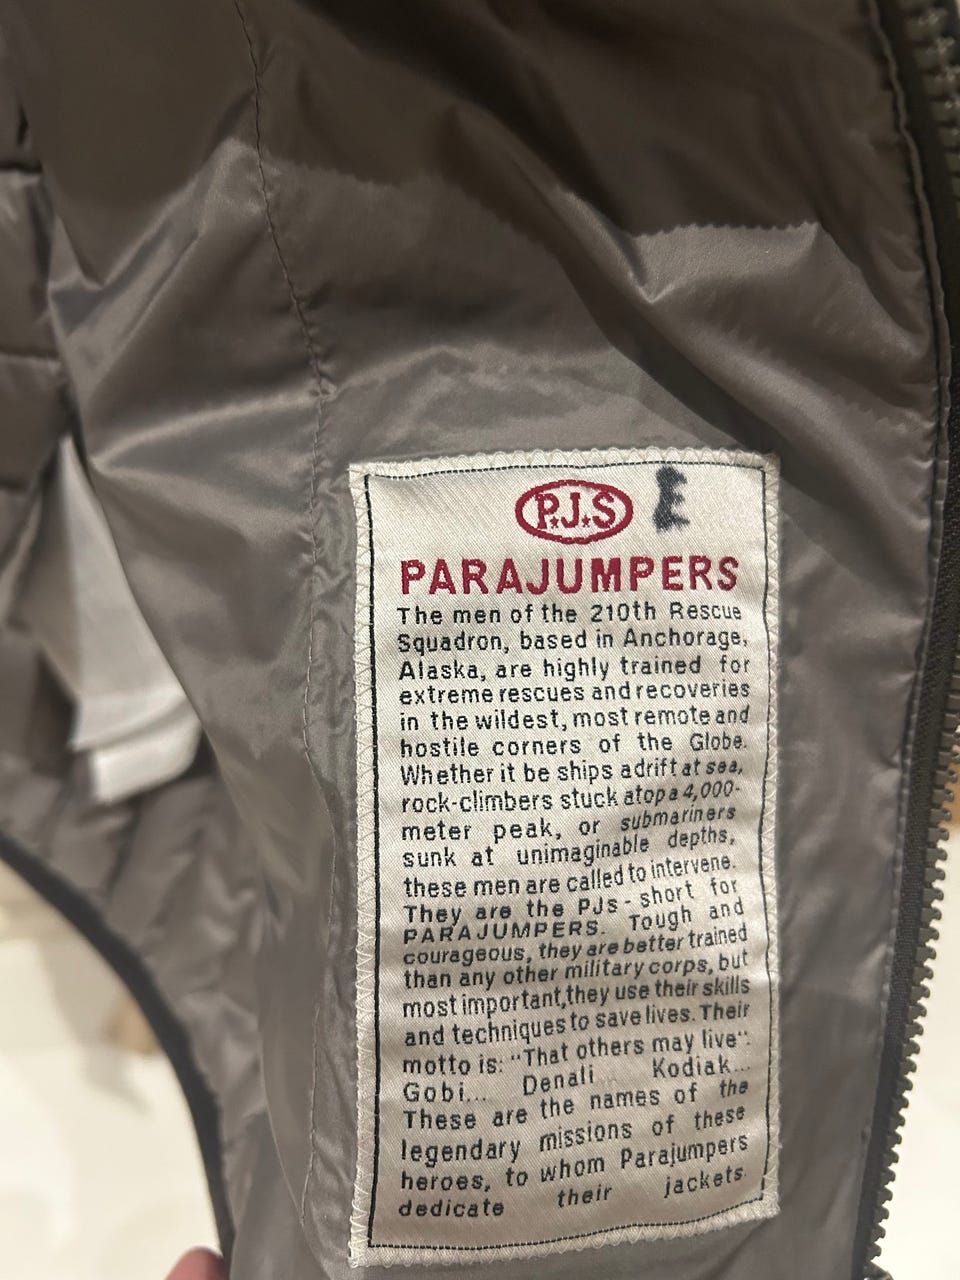 P.J.S E
PARAJUMPERS
The men of the 210th Rescue
Squadron, based in Anchorage,
Alaska, are highly trained for
extreme rescues and recoveries
in the wildest, most remote and
hostile corners of the Globe.
Whether it be ships adrift at sea,
rock-climbers stuck atop a 4,000-
meter peak, or submariners
sunk at unimaginable depths,
these men are called to intervene.
They are the PJs - short for
PARAJUMPERS. Tough and
courageous, they are better trained
than any other military corps, but
most important, they use their skills
and techniques to save lives. Their
motto is: "That others may live":
Gobi... Denali... Kodiak...
These are the names of the
legendary missions of these
heroes, to whom Parajumpers
dedicate their jackets.